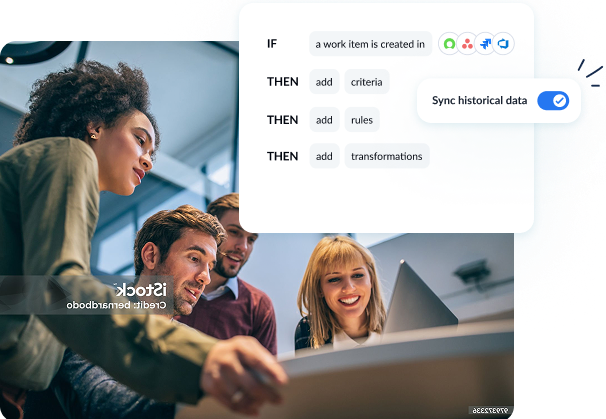 IF a work item is created in
THEN add criteria
Sync historical data
THEN add rules
THEN add transformations
iStock
Credit: bernardbodo
979372336